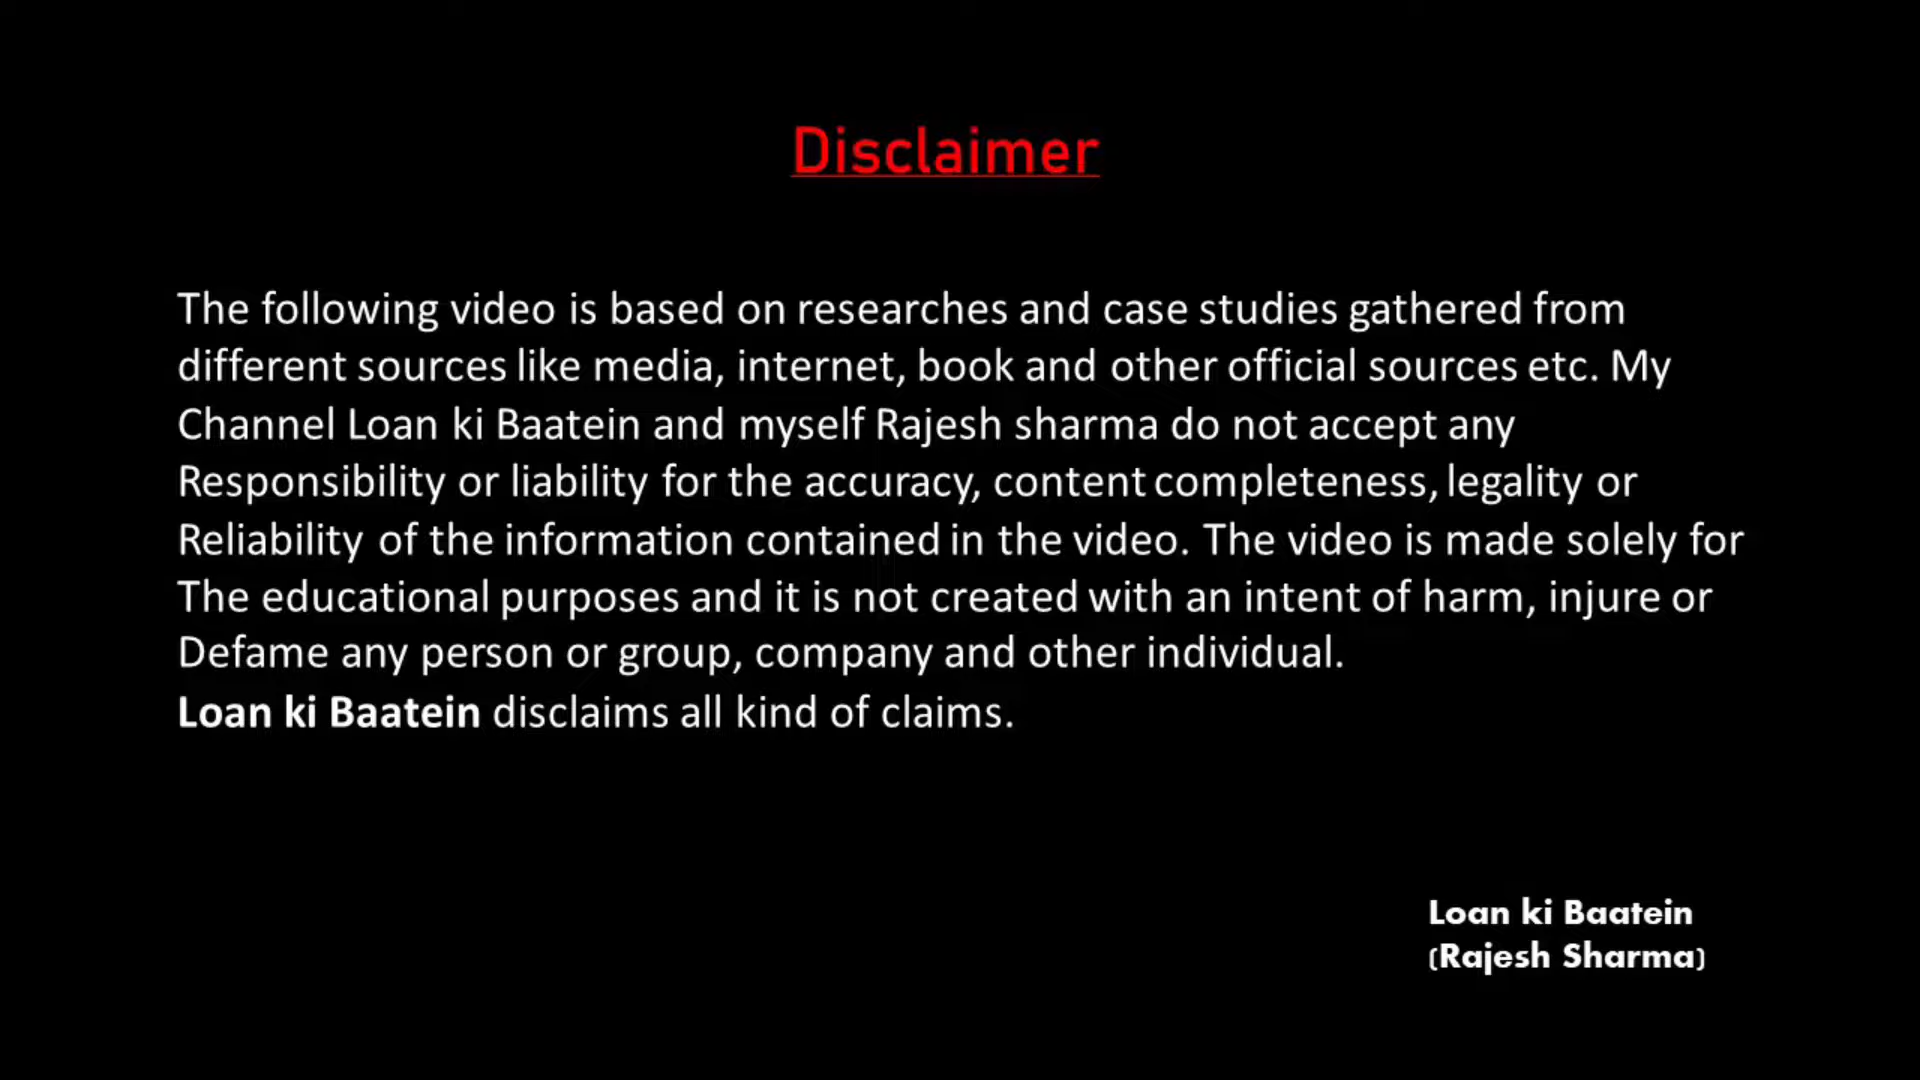 Disclaimer
The following video is based on researches and case studies gathered from
different sources like media, internet, book and other official sources etc. My
Channel Loan ki Baatein and myself Rajesh sharma do not accept any
Responsibility or liability for the accuracy, content completeness, legality or
Reliability of the information contained in the video. The video is made solely for
The educational purposes and it is not created with an intent of harm, injure or
Defame any person or group, company and other individual.
Loan ki Baatein disclaims all kind of claims.
Loan ki Baatein
(Rajesh Sharma)